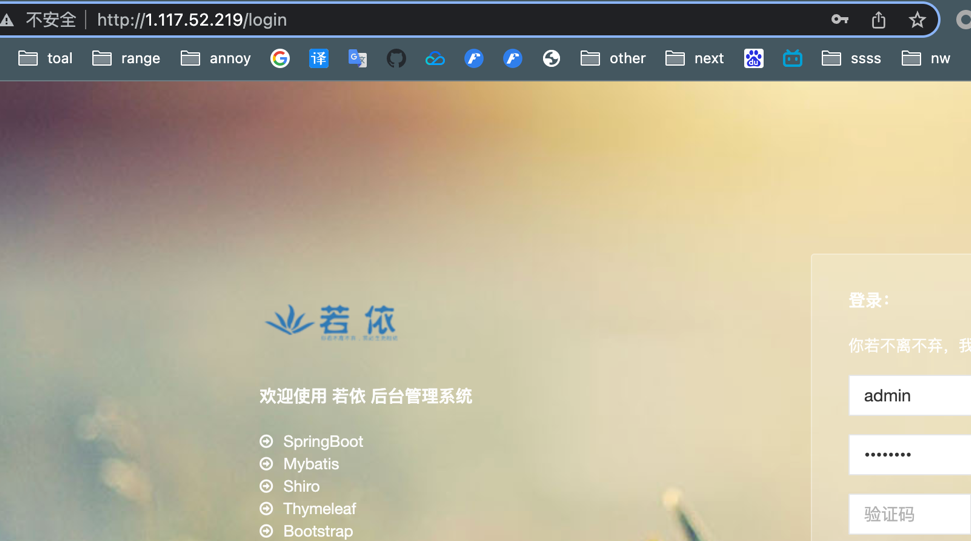 不安全 http://1.117.52.219/login
toal range annoy 译 other next du ssss nw
若依
欢迎使用 若依 后台管理系统
SpringBoot
Mybatis
Shiro
Thymeleaf
Bootstrap
登录：
你若不离不弃，我
admin
••••••••
验证码